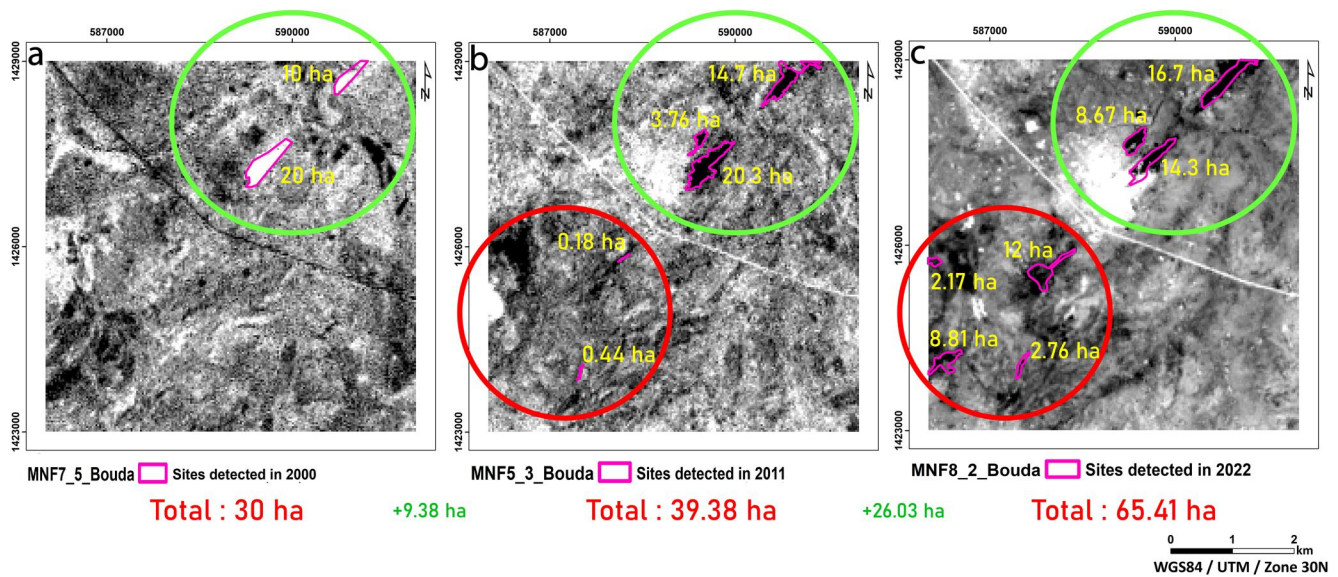 587000 590000
587000 590000
587000 590000
a
b
c
1429000
1426000
1423000
1429000
1426000
1423000
1429000
1426000
1423000
N
N
N
10 ha
20 ha
14.7 ha
3.76 ha
20.3 ha
0.18 ha
0.44 ha
16.7 ha
8.67 ha
14.3 ha
12 ha
2.17 ha
8.81 ha
2.76 ha
MNF7_5_Bouda Sites detected in 2000
MNF5_3_Bouda Sites detected in 2011
MNF8_2_Bouda Sites detected in 2022
Total : 30 ha +9.38 ha Total : 39.38 ha +26.03 ha Total : 65.41 ha
0 1 2
km
WGS84 / UTM / Zone 30N